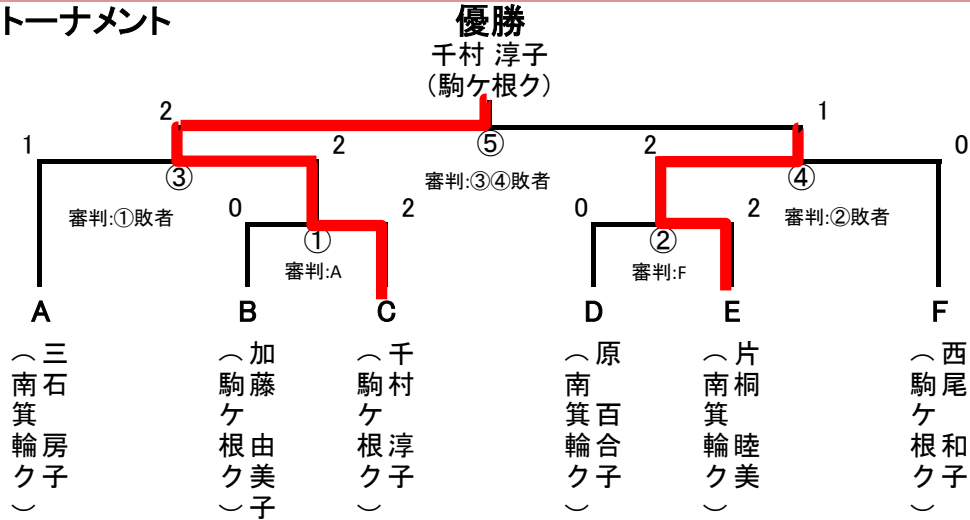 トーナメント
優勝
千村 淳子
(駒ケ根ク)
2
1
1
2
⑤
2
0
③
審判:③④敗者
④
審判:①敗者
0
2
0
2
審判:②敗者
①
②
審判:A
審判:F
A
B
C
D
E
F
三石 房子
(南箕輪ク)
加藤 由美子
(駒ケ根ク)
千村 淳子
(駒ケ根ク)
原 百合子
(南箕輪ク)
片桐 睦美
(南箕輪ク)
西尾 和子
(駒ケ根ク)